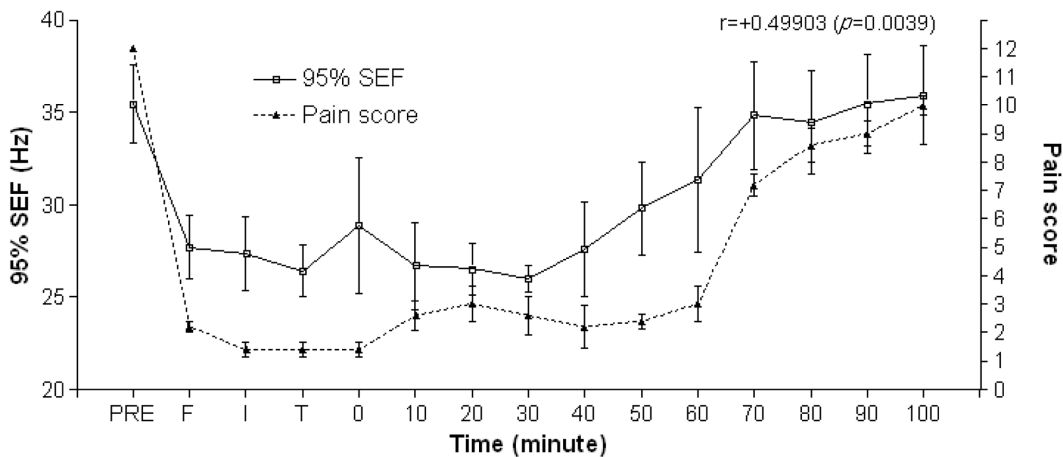 r=+0.49903 (p=0.0039)
95% SEF
Pain score
95% SEF (Hz)
40
35
30
25
20
Pain score
12
11
10
9
8
7
6
5
4
3
2
1
0
PRE F I T 0 10 20 30 40 50 60 70 80 90 100
Time (minute)